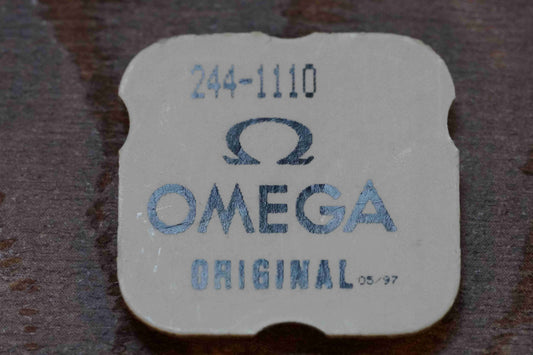 244-1110
Ω
OMEGA
ORIGINAL 05/97